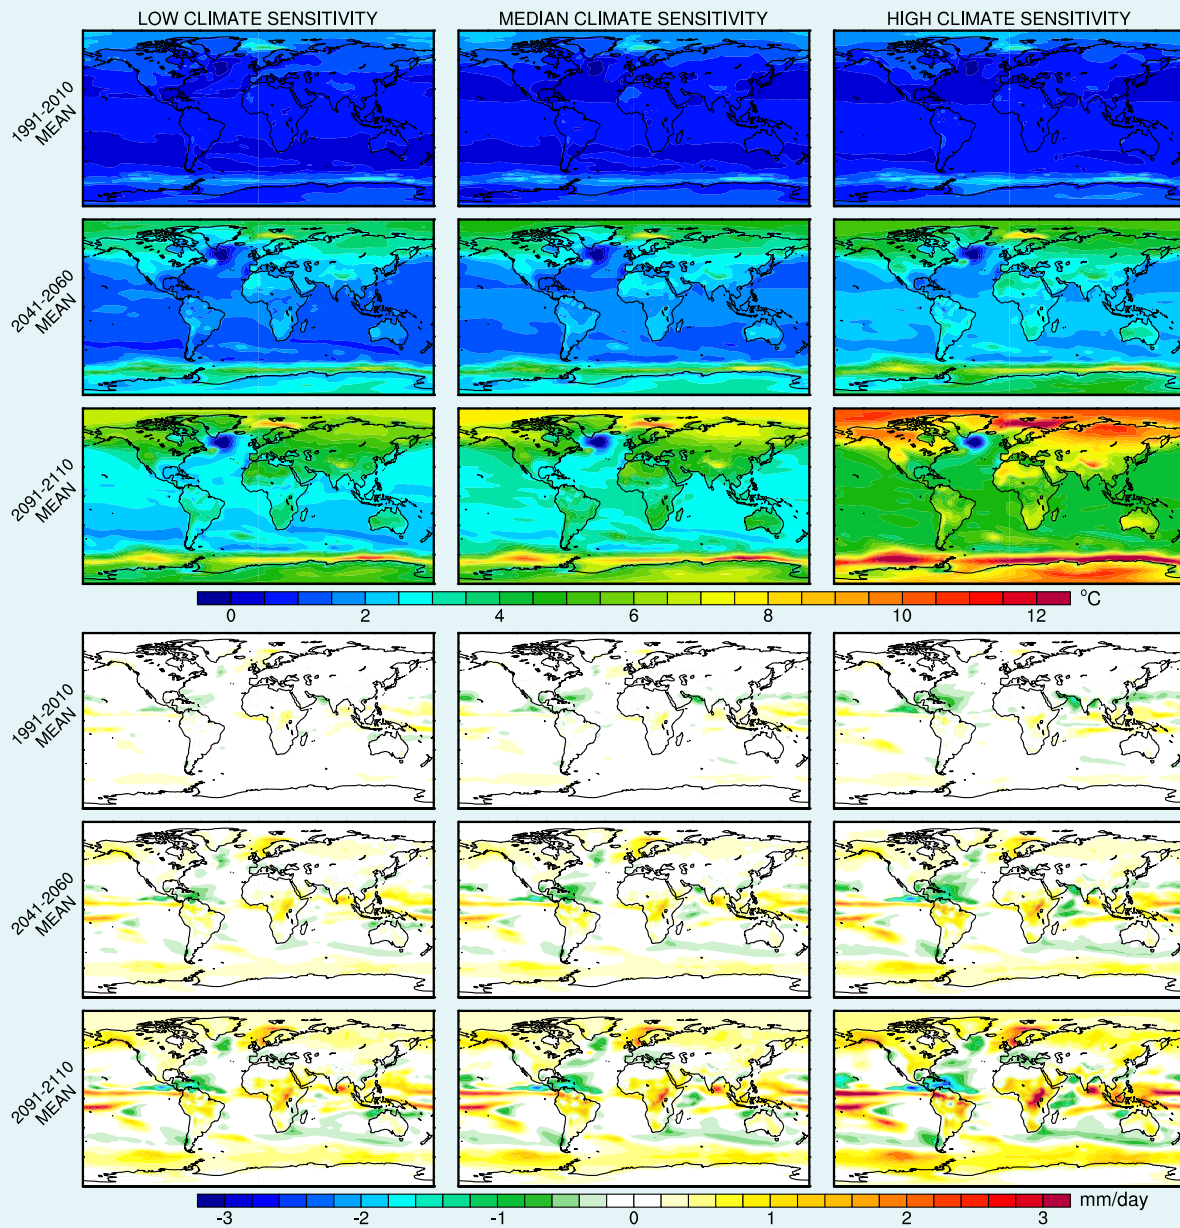 LOW CLIMATE SENSITIVITY MEDIAN CLIMATE SENSITIVITY HIGH CLIMATE SENSITIVITY
1991-2010
MEAN
2041-2060
MEAN
2091-2110
MEAN
0 2 4 6 8 10 12 °C
1991-2010
MEAN
2041-2060
MEAN
2091-2110
MEAN
-3 -2 -1 0 1 2 3 mm/day